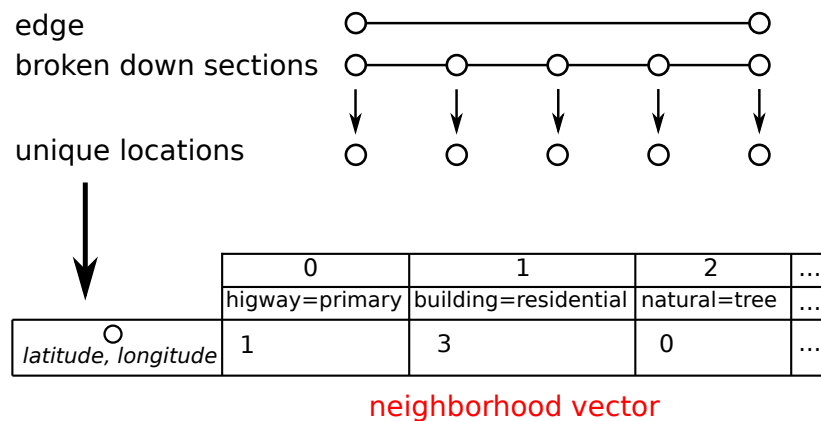 edge
broken down sections
unique locations
0 1 2 ...
higway=primary building=residential natural=tree ...
latitude, longitude 1 3 0 ...
neighborhood vector